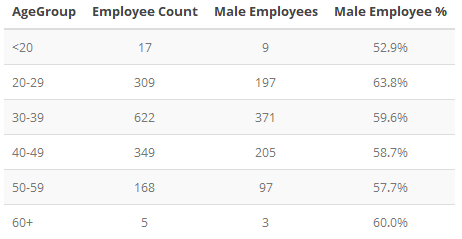 AgeGroup Employee Count Male Employees Male Employee %
<20 17 9 52.9%
20-29 309 197 63.8%
30-39 622 371 59.6%
40-49 349 205 58.7%
50-59 168 97 57.7%
60+ 5 3 60.0%